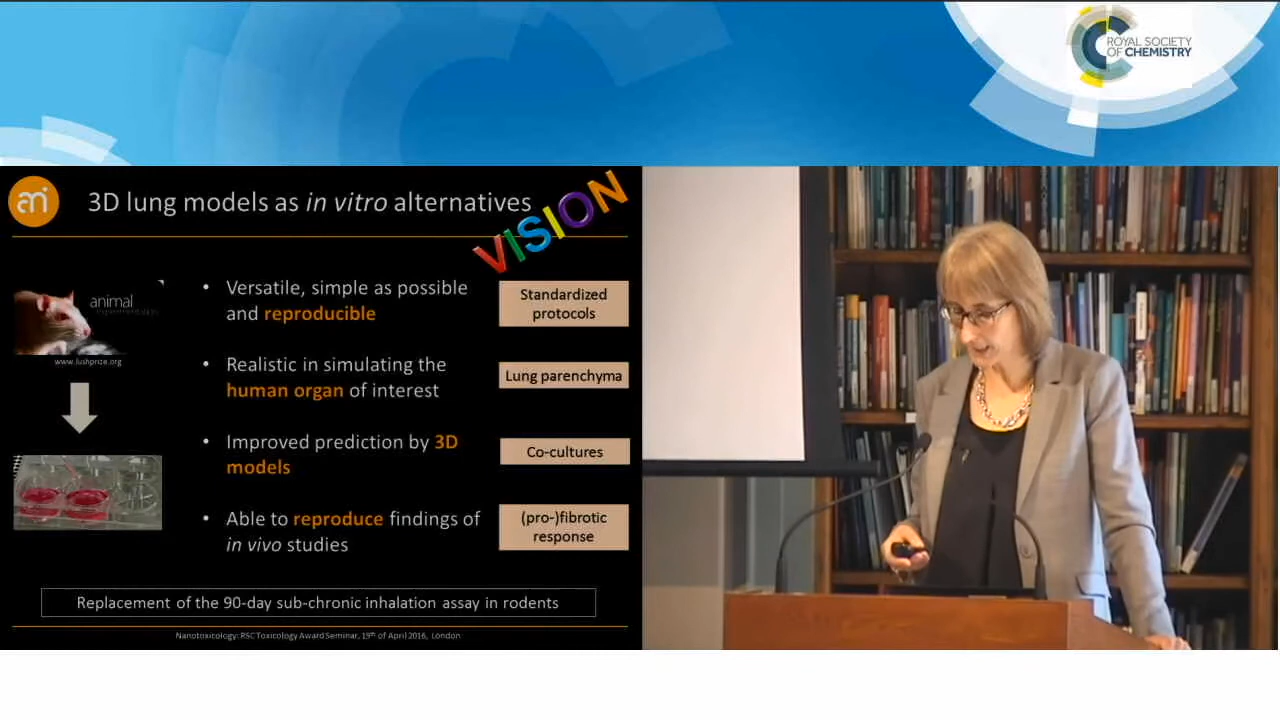 ROYAL SOCIETY
OF CHEMISTRY
ani
3D lung models as in vitro alternatives
VISION
animal
experimentation
www.lushprize.org
• Versatile, simple as possible
and reproducible
Standardized
protocols
• Realistic in simulating the
human organ of interest
Lung parenchyma
• Improved prediction by 3D
models
Co-cultures
• Able to reproduce findings of
in vivo studies
(pro-)fibrotic
response
Replacement of the 90-day sub-chronic inhalation assay in rodents
Nanotoxicology: RSC Toxicology Award Seminar, 19th of April 2016, London